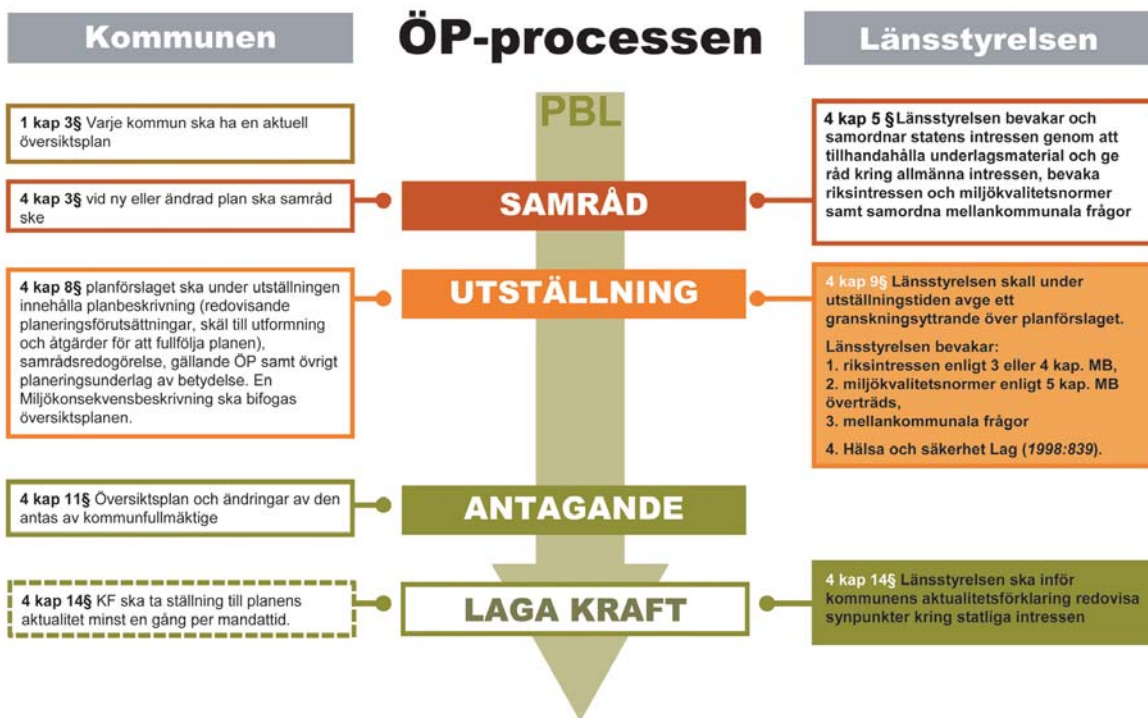 Kommunen
ÖP-processen
Länsstyrelsen
PBL
1 kap 3§ Varje kommun ska ha en aktuell
översiktsplan
4 kap 3§ vid ny eller ändrad plan ska samråd
ske
SAMRÅD
4 kap 5 § Länsstyrelsen bevakar och
samordnar statens intressen genom att
tillhandahålla underlagsmaterial och ge
råd kring allmänna intressen, bevaka
riksintressen och miljökvalitetsnormer
samt samordna mellankommunala frågor
4 kap 8§ planförslaget ska under utställningen
innehålla planbeskrivning (redovisande
planeringsförutsättningar, skäl till utformning
och åtgärder för att fullfölja planen),
samrådsredogörelse, gällande ÖP samt övrigt
planeringsunderlag av betydelse. En
Miljökonsekvensbeskrivning ska bifogas
översiktsplanen.
UTSTÄLLNING
4 kap 9§ Länsstyrelsen skall under
utställningstiden avge ett
granskningsyttrande över planförslaget.
Länsstyrelsen bevakar:
1. riksintressen enligt 3 eller 4 kap. MB,
2. miljökvalitetsnormer enligt 5 kap. MB
överträds,
3. mellankommunala frågor
4. Hälsa och säkerhet Lag (1998:839).
4 kap 11§ Översiktsplan och ändringar av den
antas av kommunfullmäktige
ANTAGANDE
4 kap 14§ KF ska ta ställning till planens
aktualitet minst en gång per mandattid.
LAGA KRAFT
4 kap 14§ Länsstyrelsen ska inför
kommunens aktualitetsförklaring redovisa
synpunkter kring statliga intressen